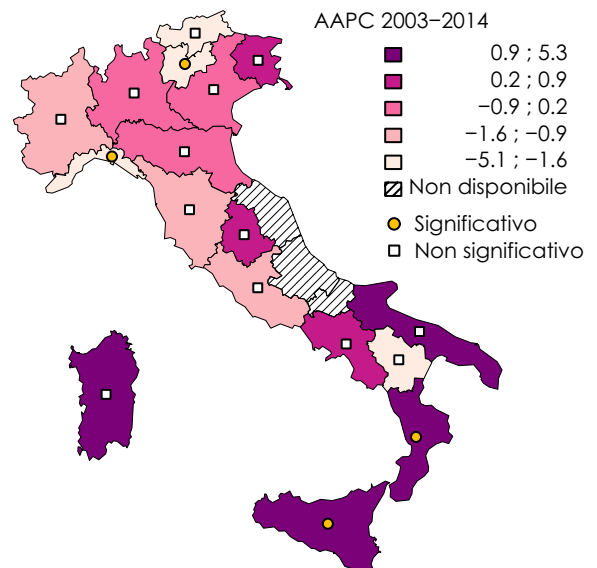 AAPC 2003−2014
0.9 ; 5.3
0.2 ; 0.9
−0.9 ; 0.2
−1.6 ; −0.9
−5.1 ; −1.6
Non disponibile
Significativo
Non significativo